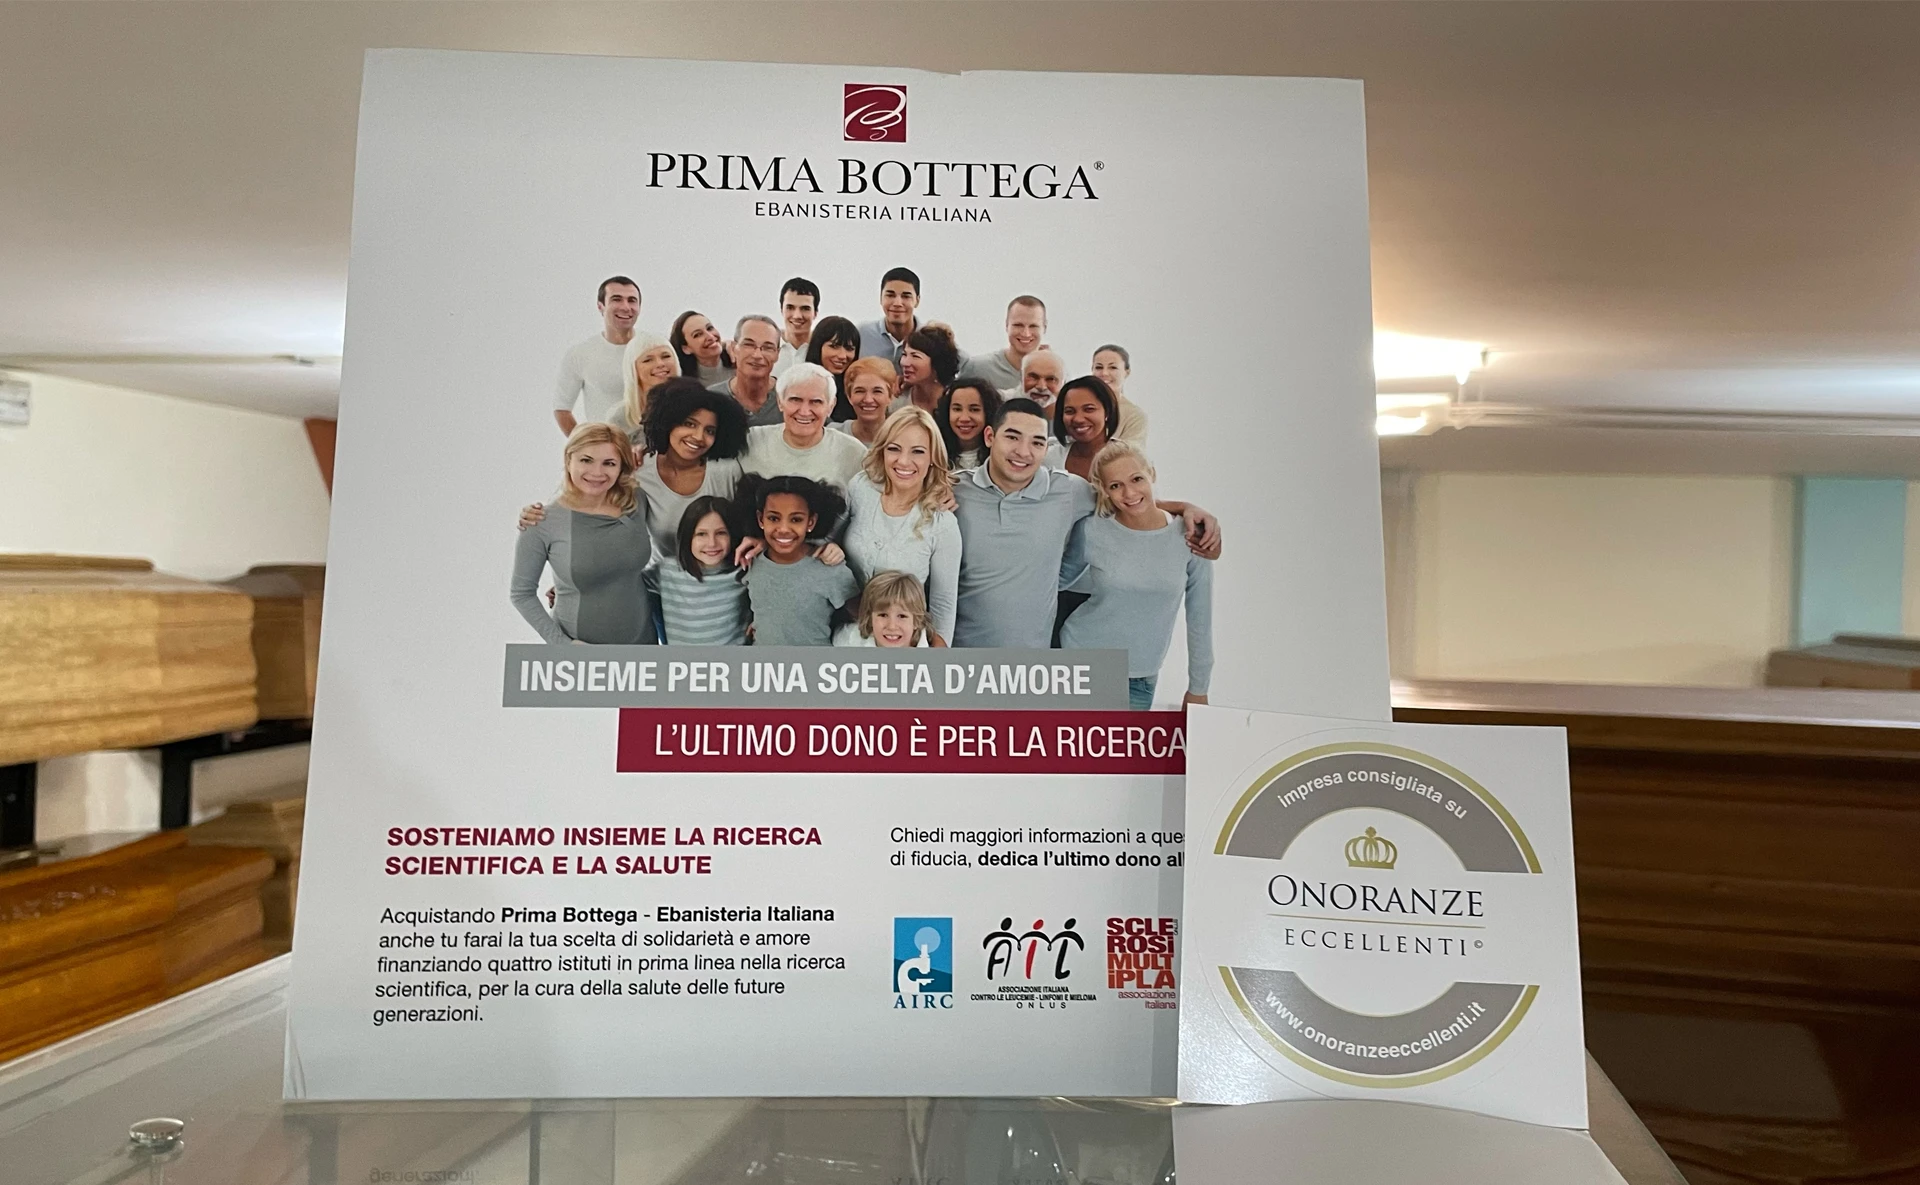 PRIMA BOTTEGA®
EBANISTERIA ITALIANA
INSIEME PER UNA SCELTA D'AMORE
L'ULTIMO DONO È PER LA RICERCA
SOSTENIAMO INSIEME LA RICERCA
SCIENTIFICA E LA SALUTE
Acquistando Prima Bottega - Ebanisteria Italiana
anche tu farai la tua scelta di solidarietà e amore
finanziando quattro istituti in prima linea nella ricerca
scientifica, per la cura della salute delle future
generazioni.
Chiedi maggiori informazioni a
di fiducia, dedica l'ultimo dono
AIRC
AIL
ASSOCIAZIONE ITALIANA
CONTRO LE LEUCEMIE - LINFOMI E MIELOMA
ONLUS
SCLE
ROSI
MULT
iPLA
associazione
italiana
impresa consigliata su
ONORANZE
ECCELLENTI©
www.onoranzeeccellenti.it